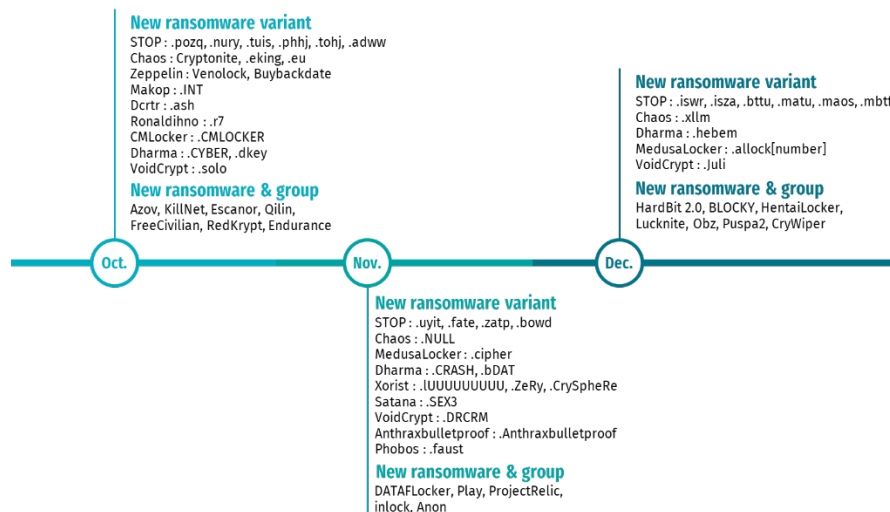 New ransomware variant
STOP : .pozq, .nury, .tuis, .phhj, .tohj, .adww
Chaos : Cryptonite, .eking, .eu
Zeppelin : Venolock, Buybackdate
Makop : .INT
Dcrtr : .ash
Ronaldihno : .r7
CMLocker : .CMLOCKER
Dharma : .CYBER, .dkey
VoidCrypt : .solo
New ransomware & group
Azov, KillNet, Escanor, Qilin,
FreeCivilian, RedKrypt, Endurance
Oct.
Nov.
New ransomware variant
STOP : .uyit, .fate, .zatp, .bowd
Chaos : .NULL
MedusaLocker : .cipher
Dharma : .CRASH, .bDAT
Xorist : .lUUUUUUUUU, .ZeRy, .CrySpheRe
Satana : .SEX3
VoidCrypt : .DRCRM
Anthraxbulletproof : .Anthraxbulletproof
Phobos : .faust
New ransomware & group
DATAFLocker, Play, ProjectRelic,
inlock, Anon
New ransomware variant
STOP : .iswr, .isza, .bttu, .matu, .maos, .mbtf
Chaos : .xllm
Dharma : .hebem
MedusaLocker : .allock[number]
VoidCrypt : .Juli
New ransomware & group
HardBit 2.0, BLOCKY, HentaiLocker,
Lucknite, Obz, Puspa2, CryWiper
Dec.